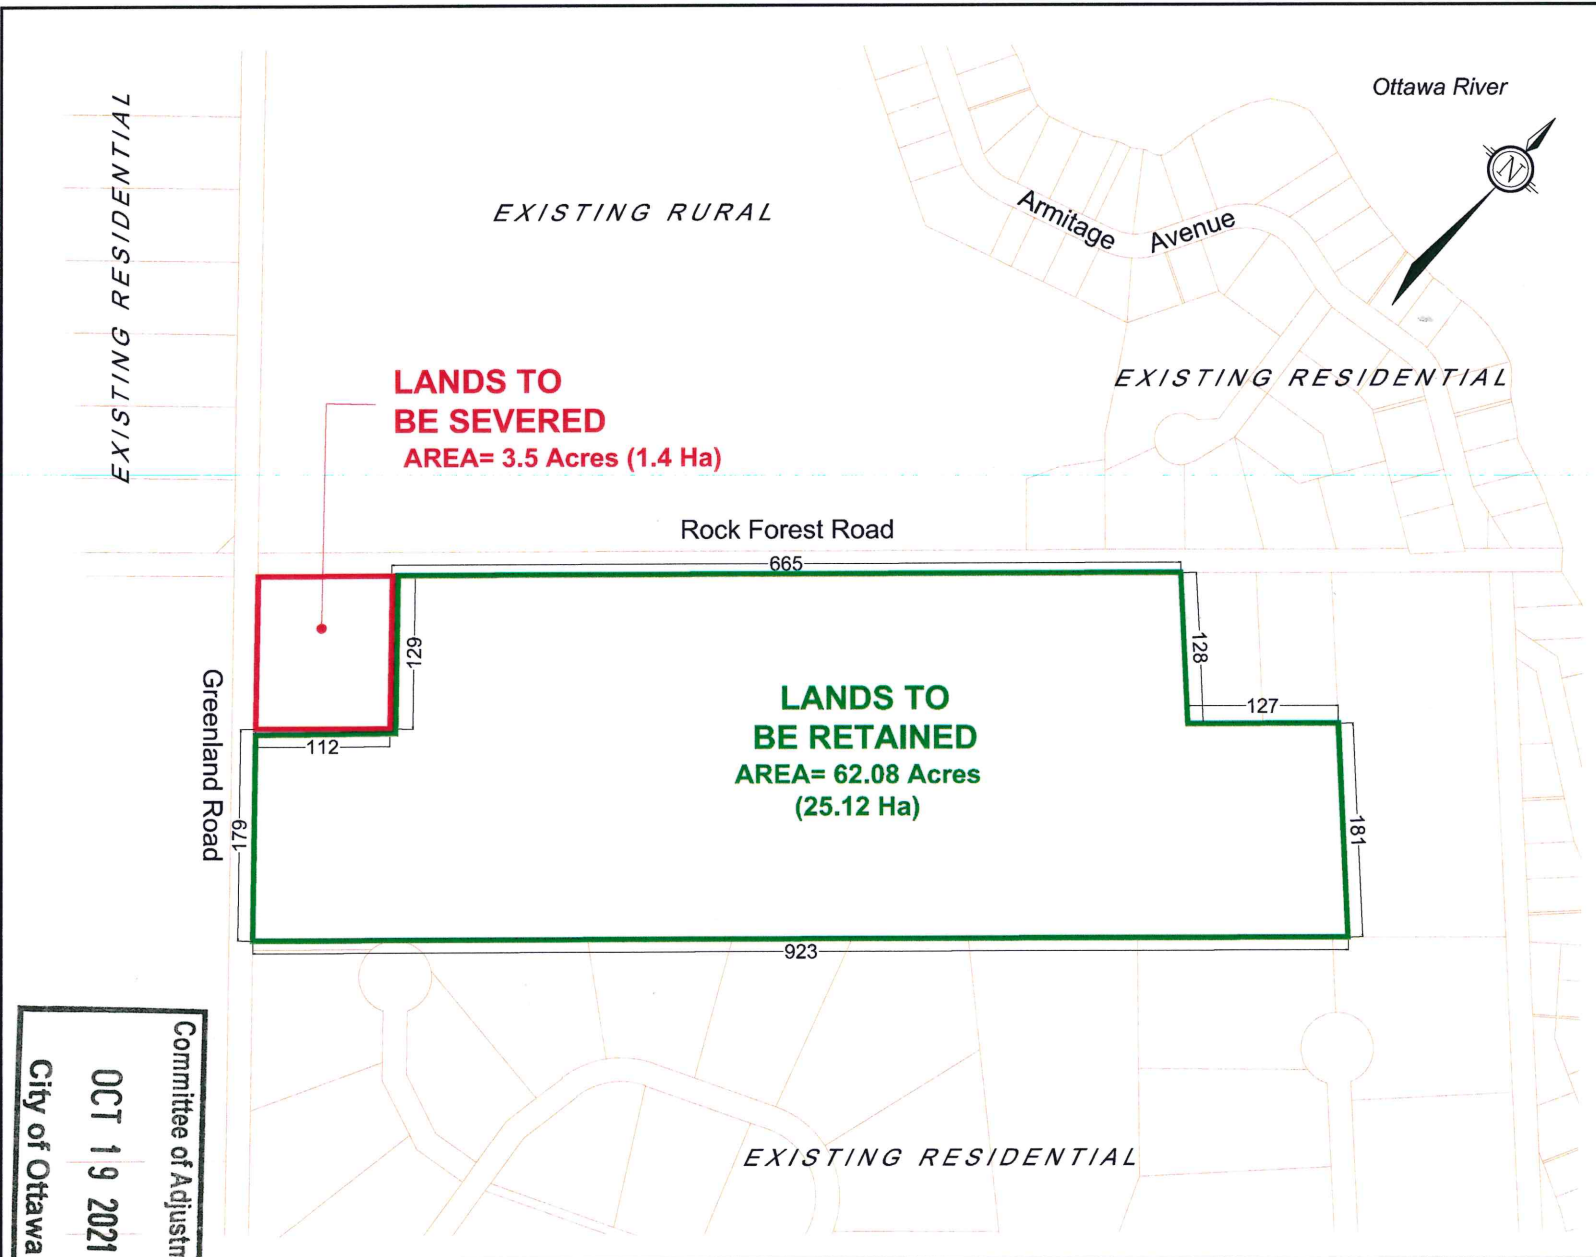 Ottawa River
N
EXISTING RESIDENTIAL
EXISTING RURAL
Armitage Avenue
EXISTING RESIDENTIAL
LANDS TO
BE SEVERED
AREA= 3.5 Acres (1.4 Ha)
Rock Forest Road
665
129
128
127
112
LANDS TO
BE RETAINED
AREA= 62.08 Acres
(25.12 Ha)
Greenland Road
179
181
923
EXISTING RESIDENTIAL
Committee of Adjustm
OCT 19 2021
City of Ottawa